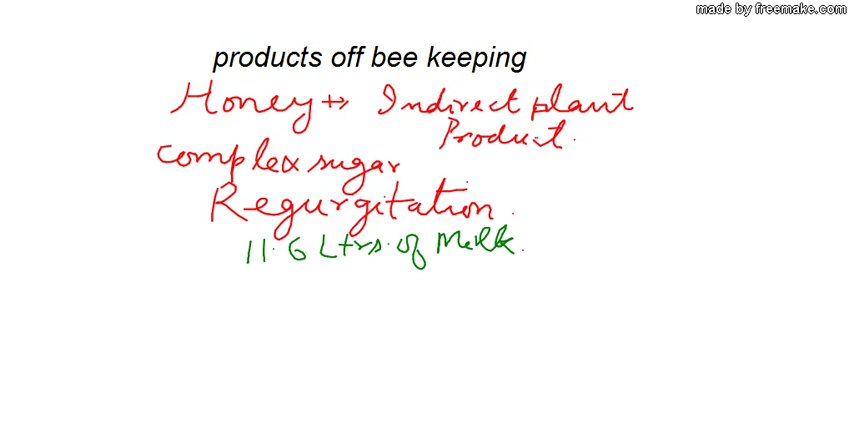 made by freemake.com
products off bee keeping
Honey → Indirect plant
Product.
complex sugar
Regurgitation.
11.6 Ltrs. of Milk.